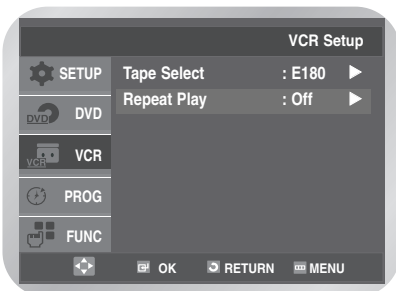 VCR Setup
SETUP
Tape Select : E180
Repeat Play : Off
DVD DVD
VCR VCR
PROG
FUNC
OK RETURN MENU